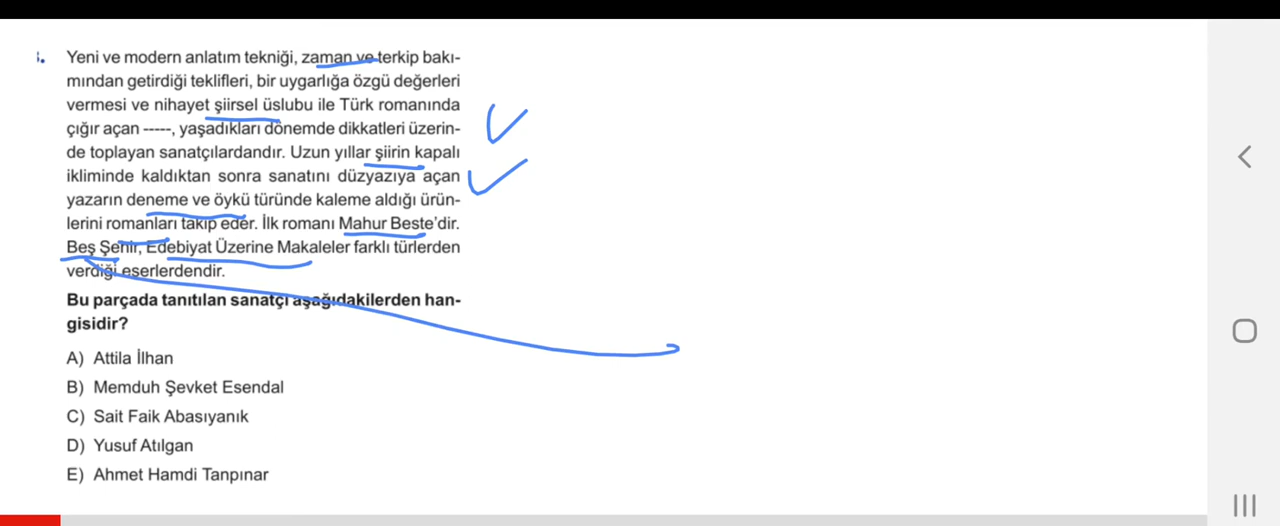 Yeni ve modern anlatım tekniği, zaman ve terkip bakı-
mından getirdiği teklifleri, bir uygarlığa özgü değerleri
vermesi ve nihayet şiirsel üslubu ile Türk romanında
çığır açan -----, yaşadıkları dönemde dikkatleri üzerin-
de toplayan sanatçılardandır. Uzun yıllar şiirin kapalı
ikliminde kaldıktan sonra sanatını düzyazıya açan
yazarın deneme ve öykü türünde kaleme aldığı ürün-
lerini romanları takip eder. İlk romanı Mahur Beste'dir.
Beş Şehir, Edebiyat Üzerine Makaleler farklı türlerden
verdiği eserlerdendir.
Bu parçada tanıtılan sanatçı aşağıdakilerden han-
gisidir?
A) Attila İlhan
B) Memduh Şevket Esendal
C) Sait Faik Abasıyanık
D) Yusuf Atılgan
E) Ahmet Hamdi Tanpınar